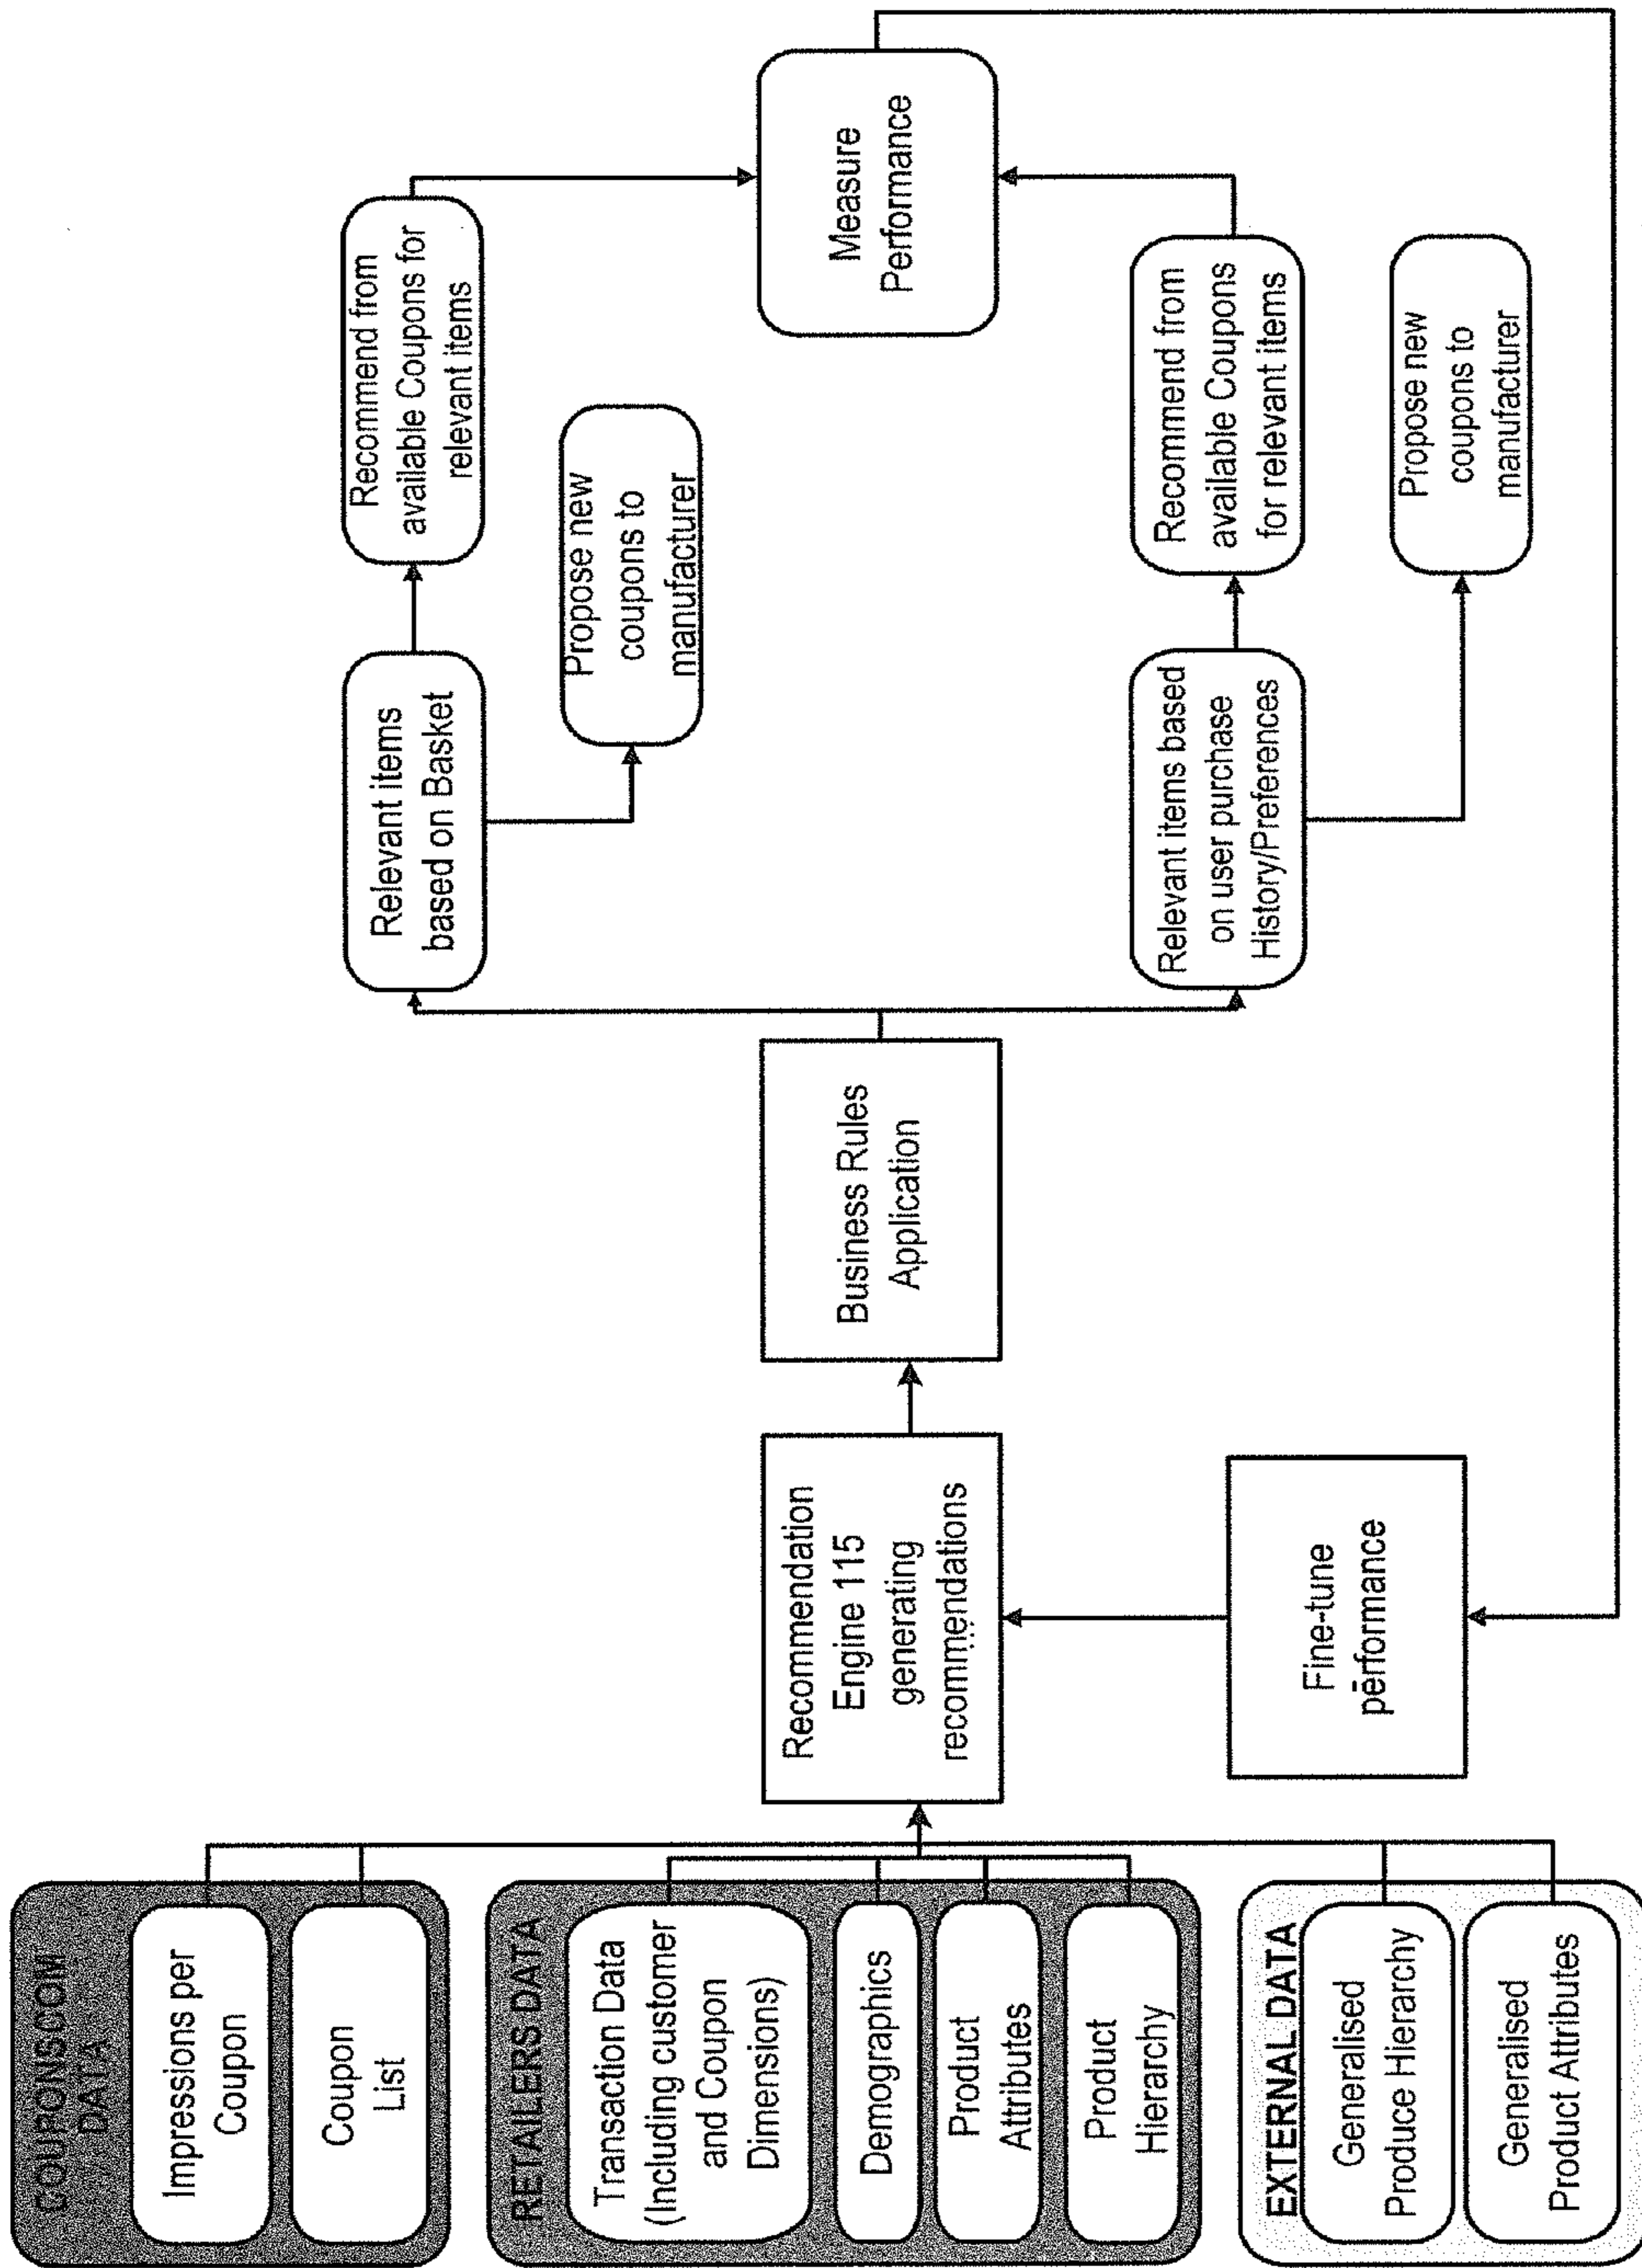 COUPONSCOM
DATA
Impressions per
Coupon
Coupon
List
RETAILERS DATA
Transaction Data
(Including customer
and Coupon
Dimensions)
Demographics
Product
Attributes
Product
Hierarchy
EXTERNAL DATA
Generalised
Produce Hierarchy
Generalised
Product Attributes
Recommendation
Engine 115
generating
recommendations
Fine-tune
performance
Business Rules
Application
Relevant items
based on Basket
Recommend from
available Coupons for
relevant items
Propose new
coupons to
manufacturer
Measure
Performance
Relevant items based
on user purchase
History/Preferences
Recommend from
available Coupons
for relevant items
Propose new
coupons to
manufacturer